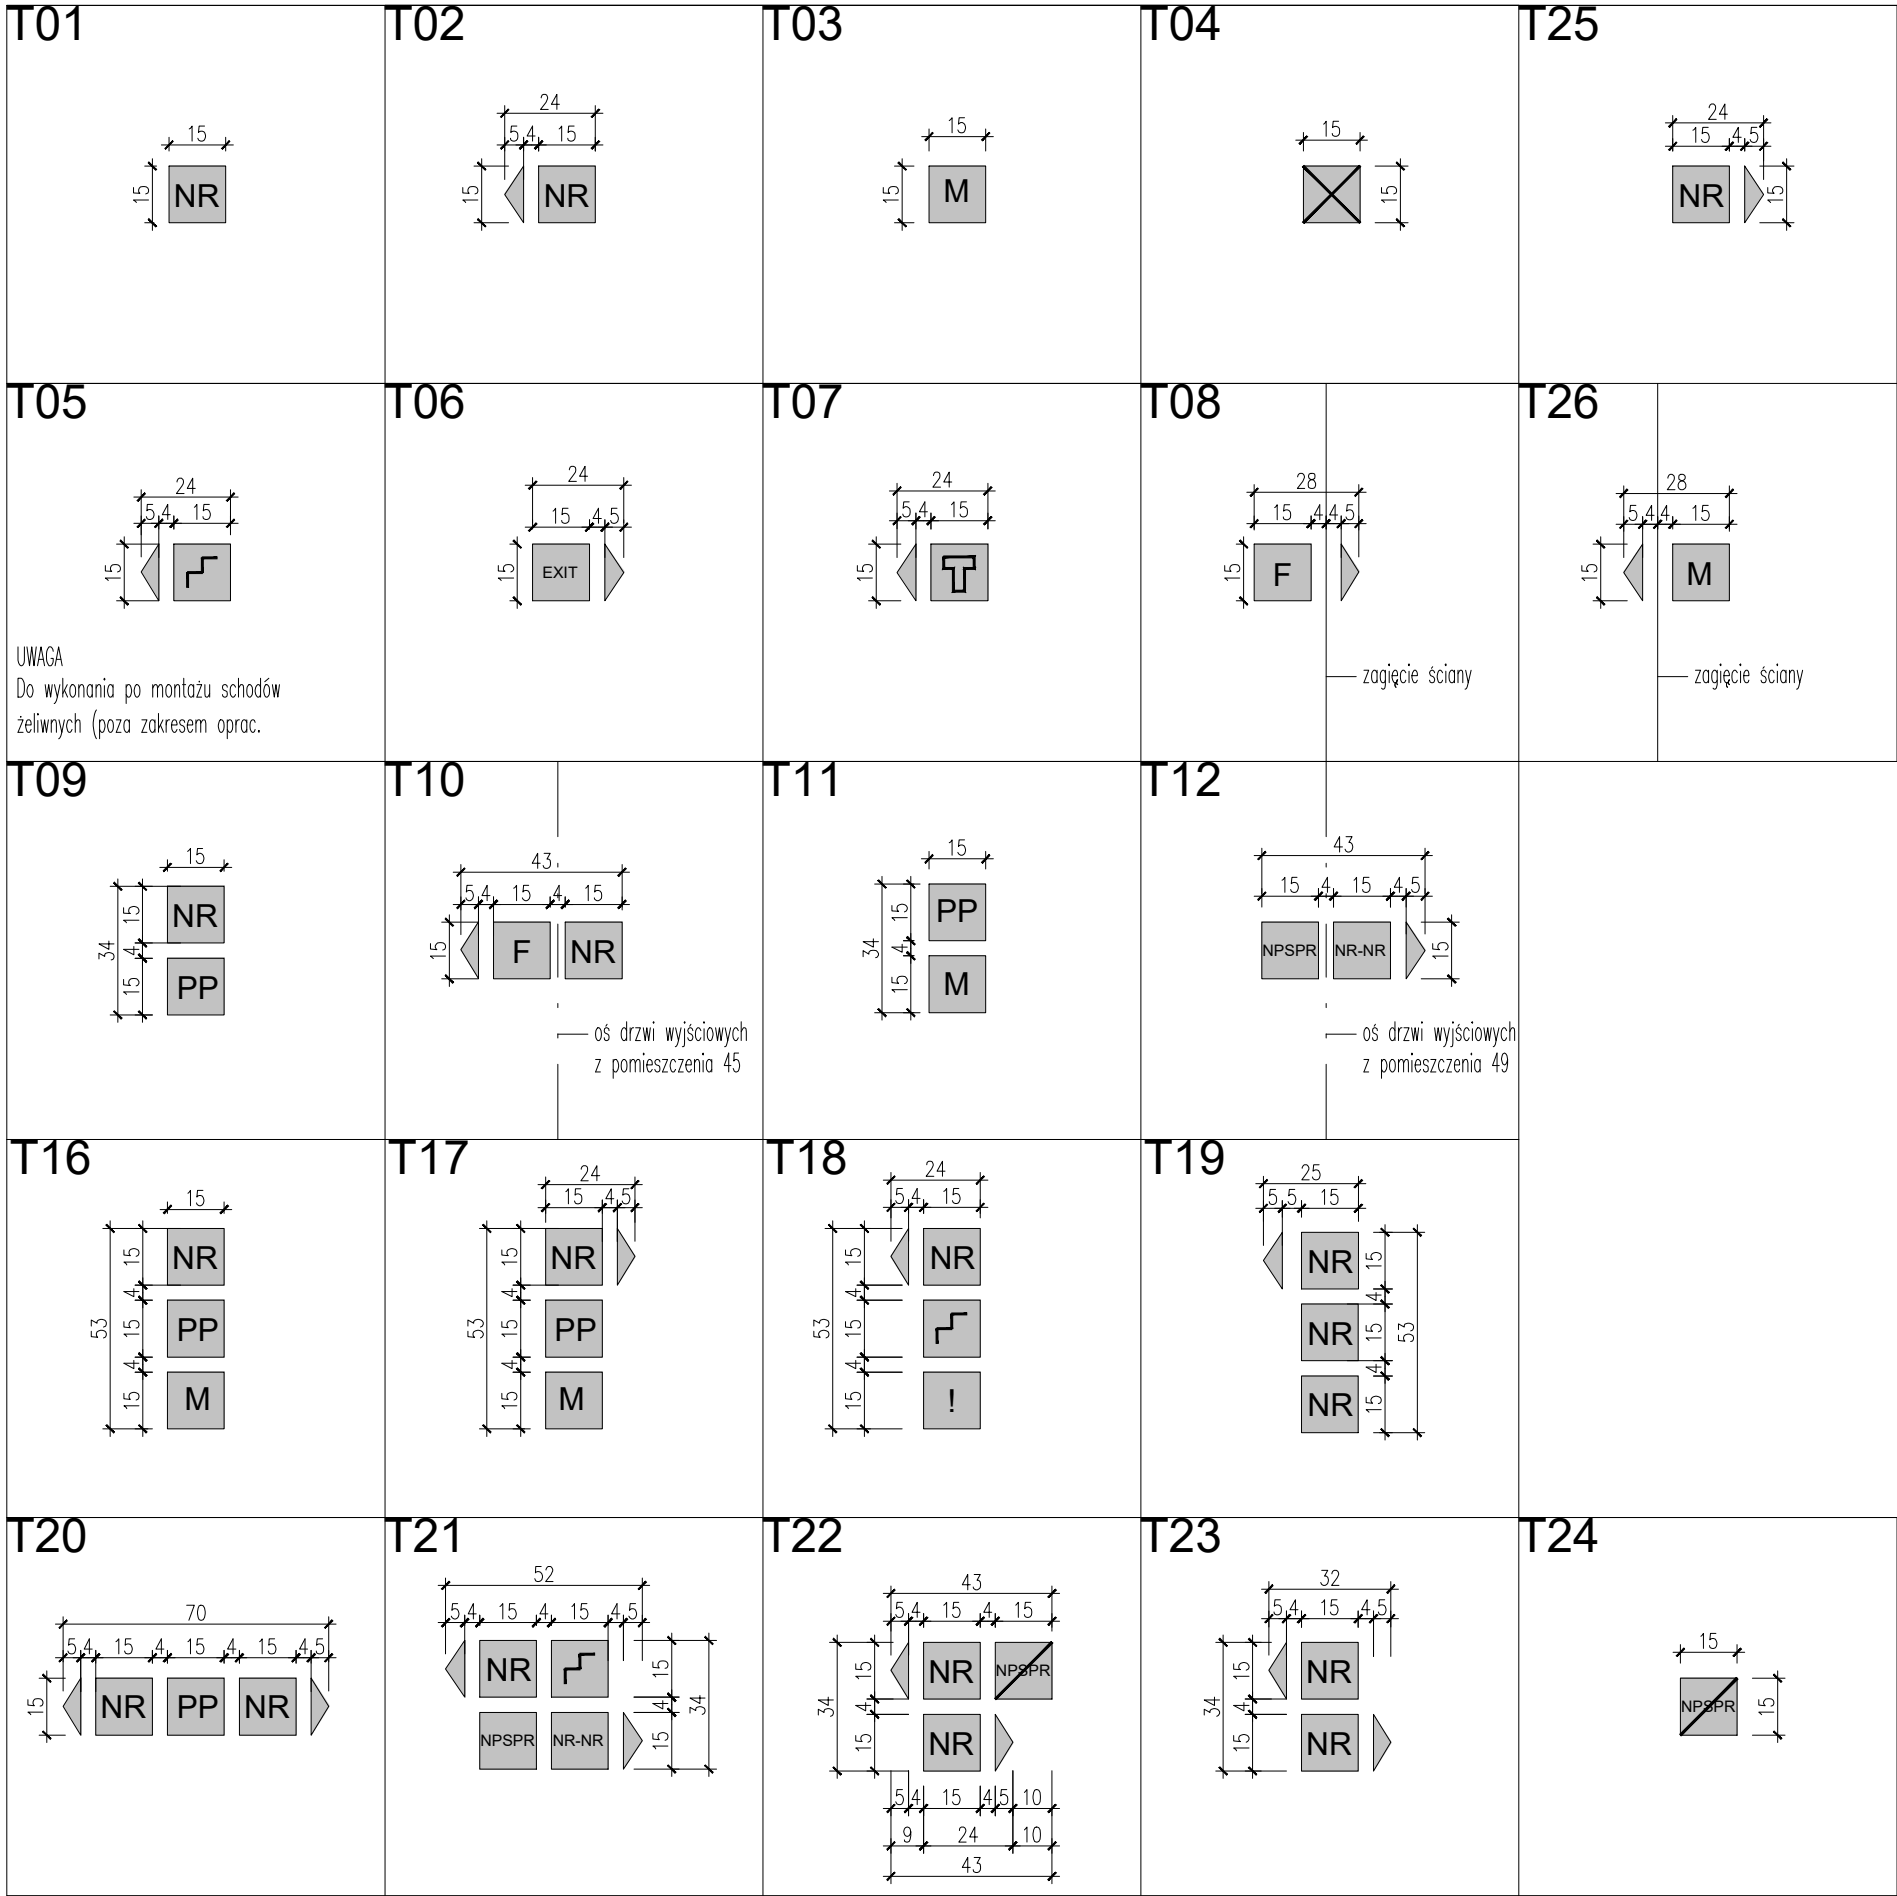 T01
15
15
NR
T02
24
5 4 15
15
NR
T03
15
15
M
T04
15
15
T25
24
15 4 5
NR
15
T05
24
5 4 15
15
UWAGA
Do wykonania po montażu schodów
żeliwnych (poza zakresem oprac.
T06
24
15 4 5
15
EXIT
T07
24
5 4 15
15
T
T08
28
15 4 4 5
15
F
zagięcie ściany
T26
28
5 4 4 15
15
M
zagięcie ściany
T09
15
34
15
4
15
NR
PP
T10
43
5 4 15 4 15
15
F NR
oś drzwi wyjściowych
z pomieszczenia 45
T11
15
34
15
4
15
PP
M
T12
43
15 4 15 4 5
NPSPR NR-NR
15
oś drzwi wyjściowych
z pomieszczenia 49
T16
15
53
15
4
15
4
15
NR
PP
M
T17
24
15 4 5
53
15
4
15
4
15
NR
PP
M
T18
24
5 4 15
53
15
4
15
4
15
NR
!
T19
25
5 5 15
NR
NR
NR
15
4
15
4
15
53
T20
70
5 4 15 4 15 4 15 4 5
15
NR PP NR
T21
52
5 4 15 4 15 4 5
NR
NPSPR NR-NR
15
4
15
34
T22
43
5 4 15 4 15
34
15
4
15
NR NPSPR
NR
5 4 15 4 5 10
9 24 10
43
T23
32
5 4 15 4 5
34
15
4
15
NR
NR
T24
15
NPSPR
15